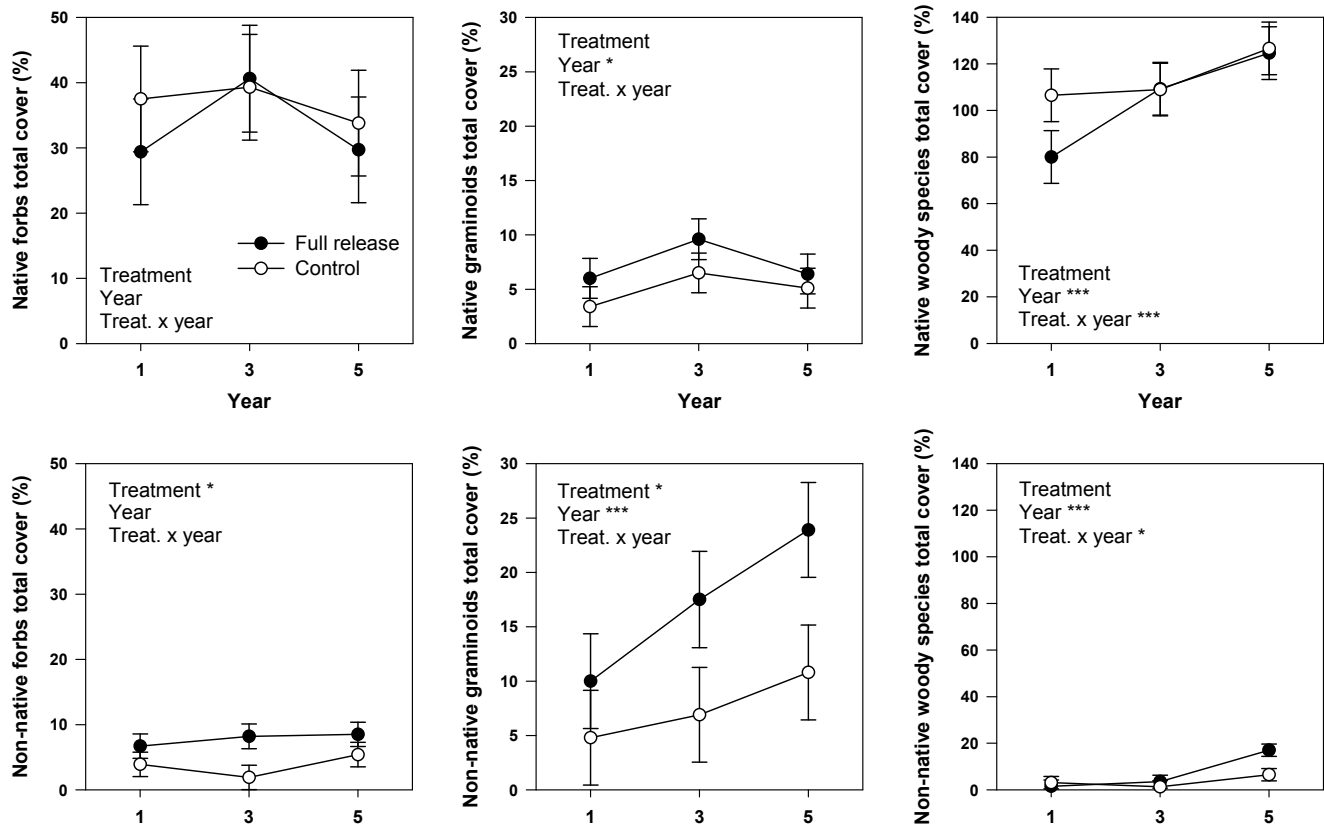 Native forbs total cover (%)
50
40
30
20
10
0
Full release
Control
Treatment
Year
Treat. x year
1 3 5
Year
Native graminoids total cover (%)
30
25
20
15
10
5
0
Treatment
Year *
Treat. x year
1 3 5
Year
Native woody species total cover (%)
140
120
100
80
60
40
20
0
Treatment
Year ***
Treat. x year ***
1 3 5
Year
Non-native forbs total cover (%)
50
40
30
20
10
0
Treatment *
Year
Treat. x year
1 3 5
Non-native graminoids total cover (%)
30
25
20
15
10
5
0
Treatment *
Year ***
Treat. x year
1 3 5
Non-native woody species total cover (%)
140
120
100
80
60
40
20
0
Treatment
Year ***
Treat. x year *
1 3 5